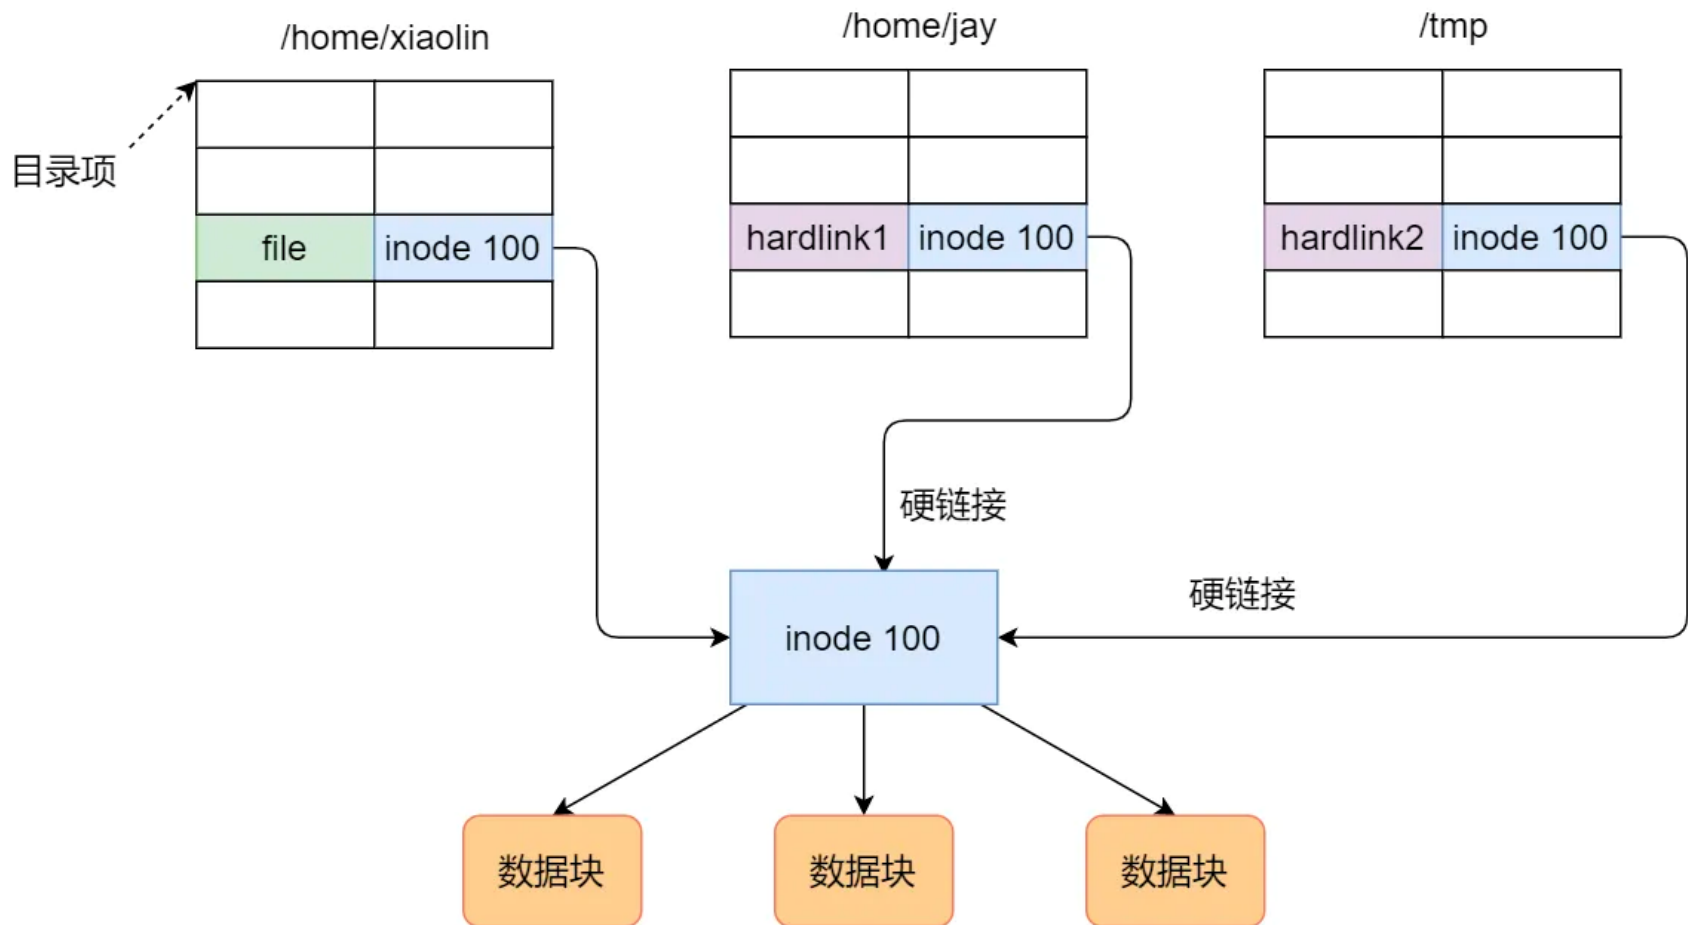 /home/xiaolin
/home/jay
/tmp
目录项
file
inode 100
hardlink1
inode 100
hardlink2
inode 100
硬链接
硬链接
inode 100
数据块
数据块
数据块